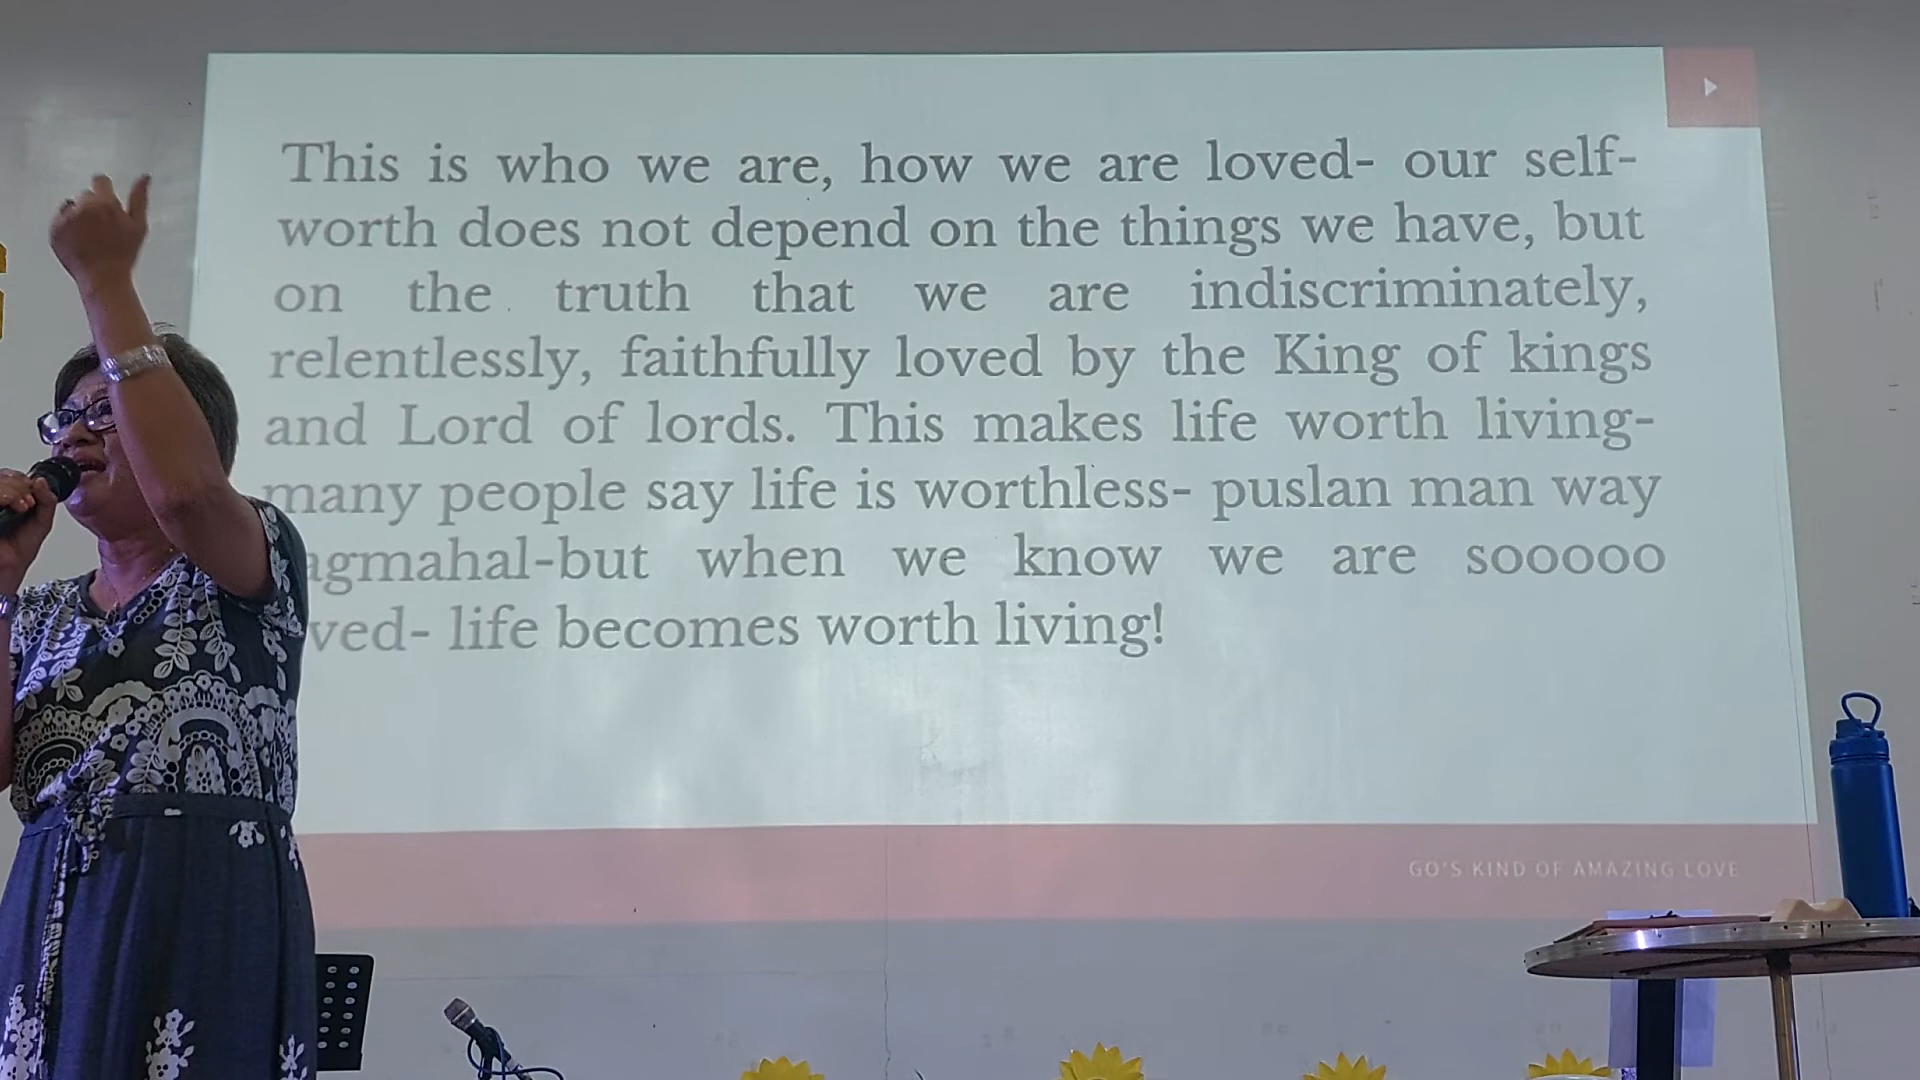 This is who we are, how we are loved- our self-
worth does not depend on the things we have, but
on the truth that we are indiscriminately,
relentlessly, faithfully loved by the King of kings
and Lord of lords. This makes life worth living-
many people say life is worthless- puslan man way
agmahal-but when we know we are sooooo
ved- life becomes worth living!
GO'S KIND OF AMAZING LOVE